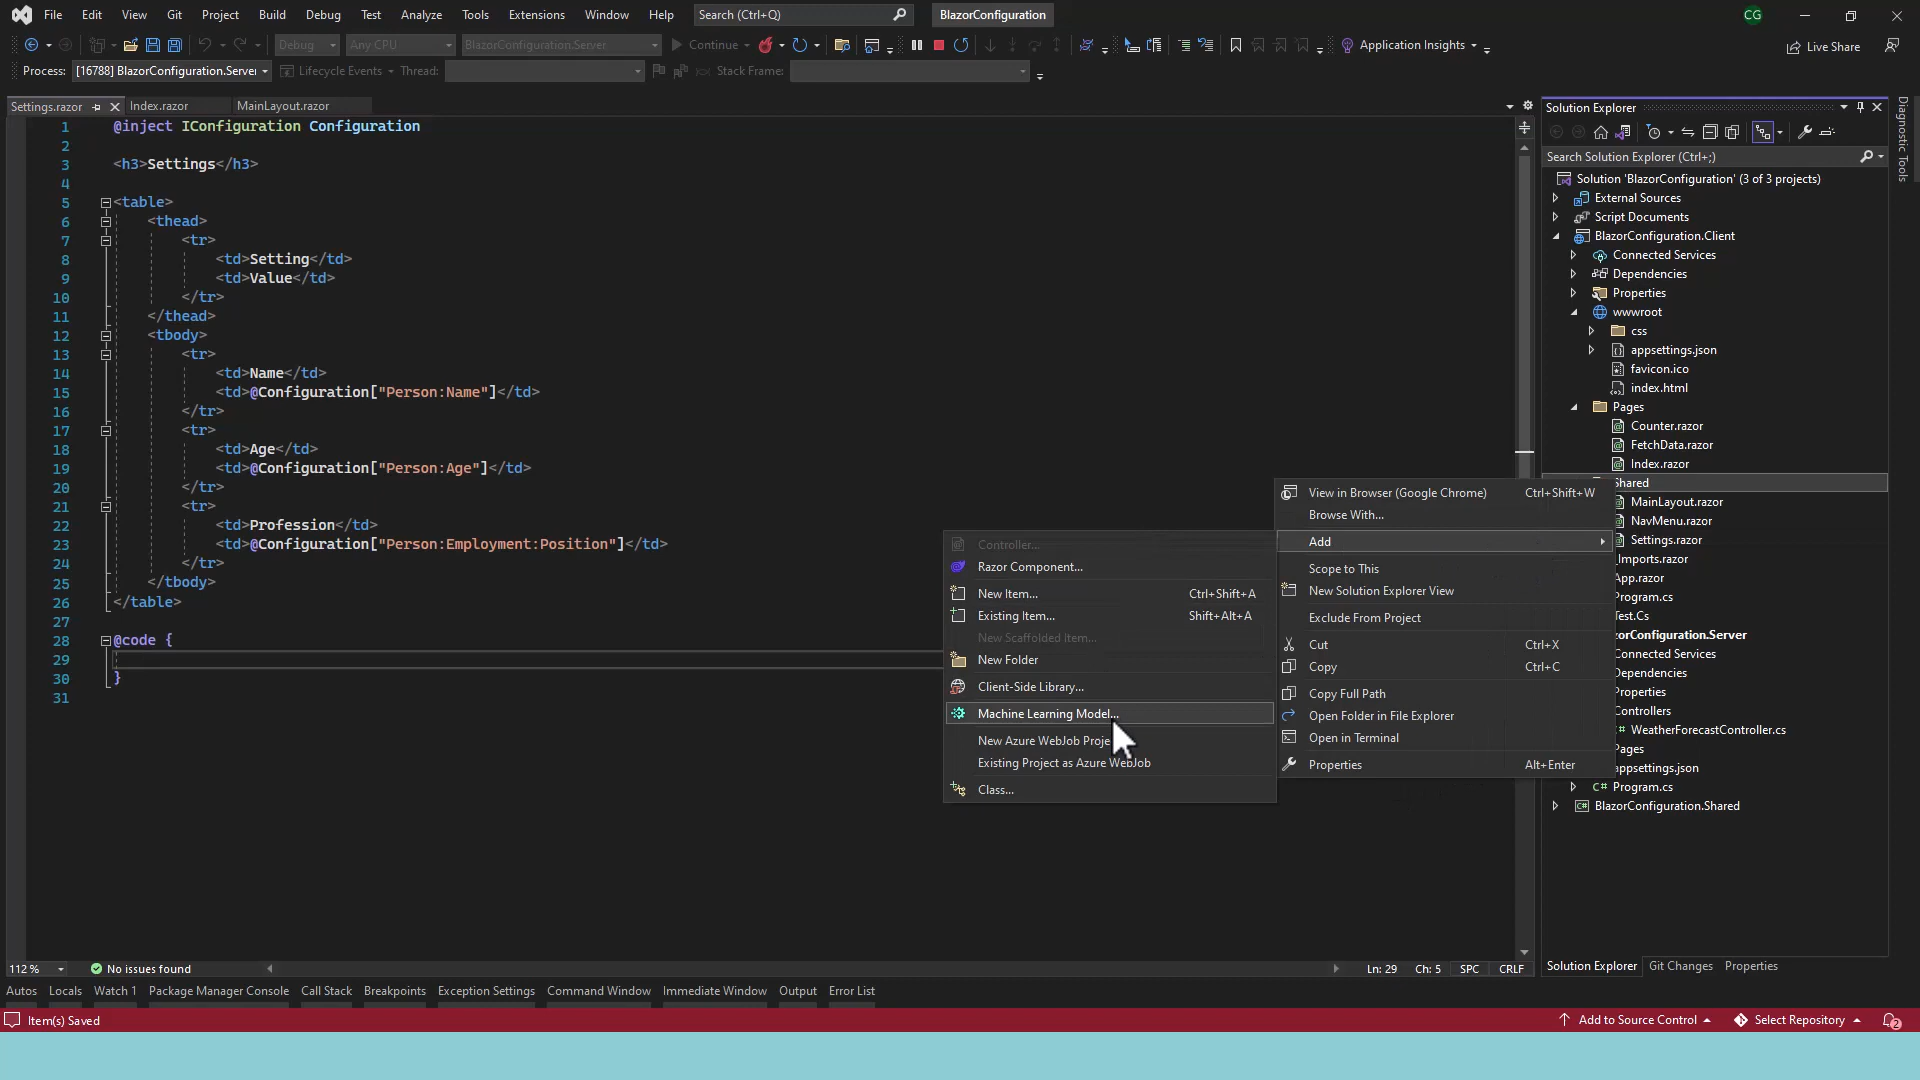 File Edit View Git Project Build Debug Test Analyze Tools Extensions Window Help Search (Ctrl+Q) BlazorConfiguration CG
Debug Any CPU BlazorConfiguration.Server Continue Application Insights Live Share
Process: [16788] BlazorConfiguration.Server Lifecycle Events Thread: Stack Frame:
Settings.razor Index.razor MainLayout.razor
1 @inject IConfiguration Configuration
2
3 <h3>Settings</h3>
4
5 <table>
6 <thead>
7 <tr>
8 <td>Setting</td>
9 <td>Value</td>
10 </tr>
11 </thead>
12 <tbody>
13 <tr>
14 <td>Name</td>
15 <td>@Configuration["Person:Name"]</td>
16 </tr>
17 <tr>
18 <td>Age</td>
19 <td>@Configuration["Person:Age"]</td>
20 </tr>
21 <tr>
22 <td>Profession</td>
23 <td>@Configuration["Person:Employment:Position"]</td>
24 </tr>
25 </tbody>
26 </table>
27
28 @code {
29
30 }
31
Controller...
Razor Component...
New Item... Ctrl+Shift+A
Existing Item... Shift+Alt+A
New Scaffolded Item...
New Folder
Client-Side Library...
Machine Learning Model...
New Azure WebJob Proje
Existing Project as Azure WebJob
Class...
View in Browser (Google Chrome) Ctrl+Shift+W
Browse With...
Add
Scope to This
New Solution Explorer View
Exclude From Project
Cut Ctrl+X
Copy Ctrl+C
Copy Full Path
Open Folder in File Explorer
Open in Terminal
Properties Alt+Enter
Solution Explorer
Search Solution Explorer (Ctrl+;)
Solution 'BlazorConfiguration' (3 of 3 projects)
External Sources
Script Documents
BlazorConfiguration.Client
Connected Services
Dependencies
Properties
wwwroot
css
appsettings.json
favicon.ico
index.html
Pages
Counter.razor
FetchData.razor
Index.razor
Shared
MainLayout.razor
NavMenu.razor
Settings.razor
_Imports.razor
App.razor
Program.cs
Test.Cs
zorConfiguration.Server
Connected Services
Dependencies
Properties
Controllers
WeatherForecastController.cs
Pages
appsettings.json
C# Program.cs
C# BlazorConfiguration.Shared
Diagnostic Tools
112 % No issues found Ln: 29 Ch: 5 SPC CRLF
Solution Explorer Git Changes Properties
Autos Locals Watch 1 Package Manager Console Call Stack Breakpoints Exception Settings Command Window Immediate Window Output Error List
Item(s) Saved Add to Source Control Select Repository 2